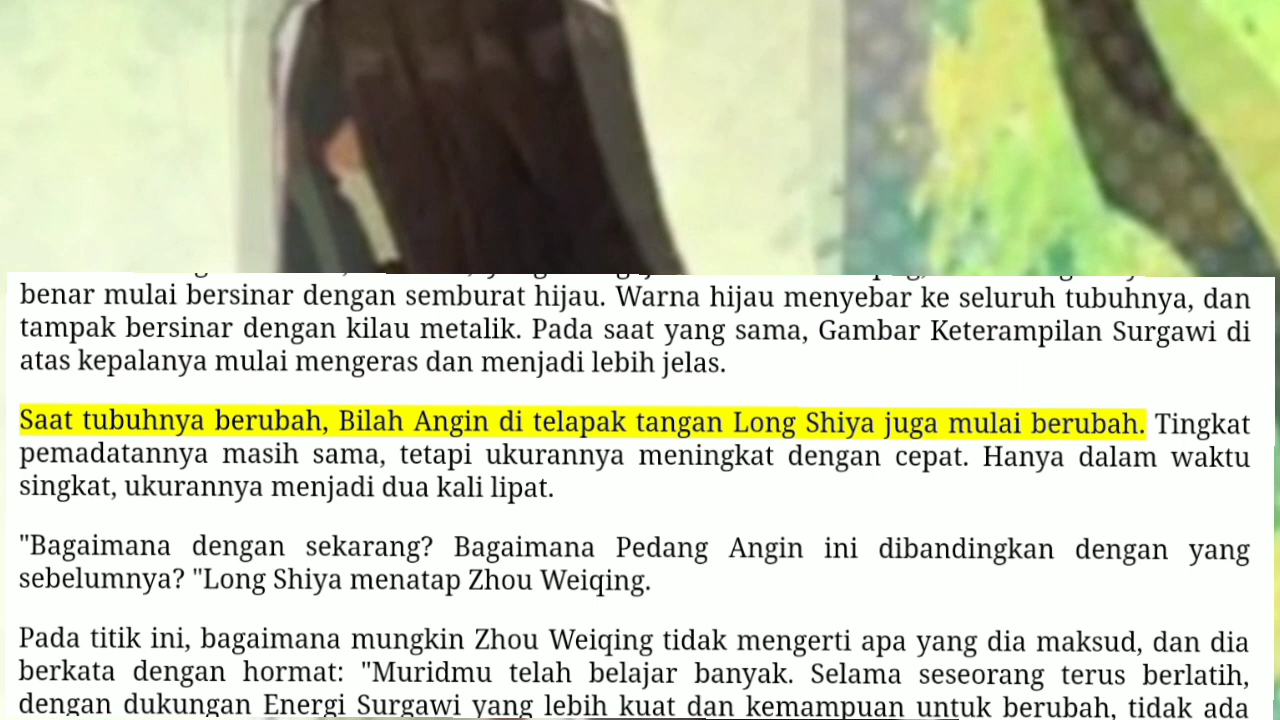 benar mulai bersinar dengan semburat hijau. Warna hijau menyebar ke seluruh tubuhnya, dan
tampak bersinar dengan kilau metalik. Pada saat yang sama, Gambar Keterampilan Surgawi di
atas kepalanya mulai mengeras dan menjadi lebih jelas.
Saat tubuhnya berubah, Bilah Angin di telapak tangan Long Shiya juga mulai berubah. Tingkat
pemadatannya masih sama, tetapi ukurannya meningkat dengan cepat. Hanya dalam waktu
singkat, ukurannya menjadi dua kali lipat.
"Bagaimana dengan sekarang? Bagaimana Pedang Angin ini dibandingkan dengan yang
sebelumnya? "Long Shiya menatap Zhou Weiqing.
Pada titik ini, bagaimana mungkin Zhou Weiqing tidak mengerti apa yang dia maksud, dan dia
berkata dengan hormat: "Muridmu telah belajar banyak. Selama seseorang terus berlatih,
dengan dukungan Energi Surgawi yang lebih kuat dan kemampuan untuk berubah, tidak ada